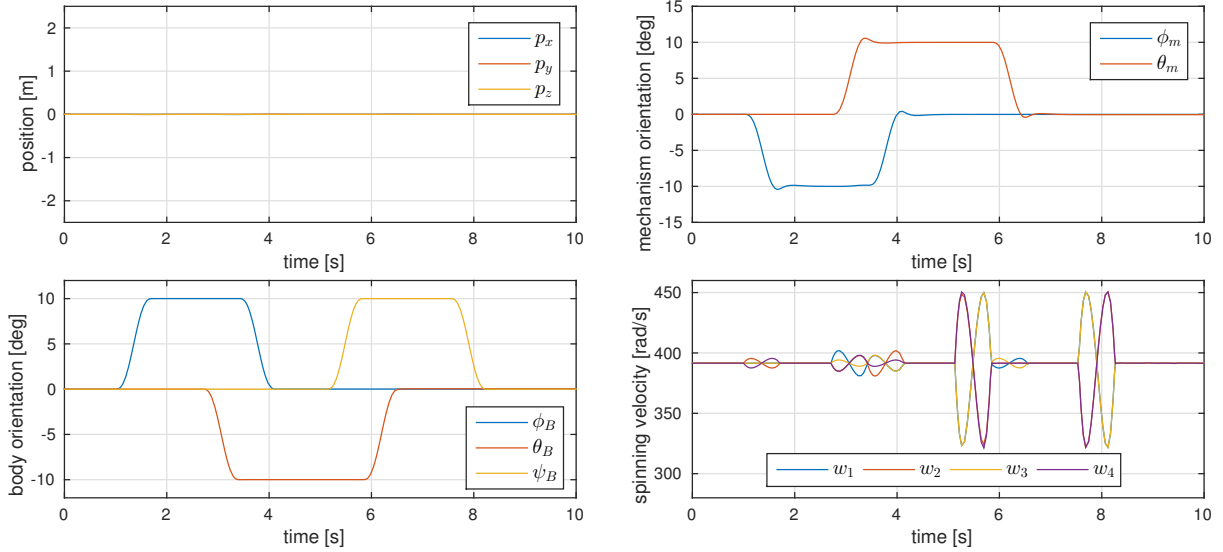 position [m]
2
1
0
-1
-2
p_x
p_y
p_z
0 2 4 6 8 10
time [s]
mechanism orientation [deg]
15
10
5
0
-5
-10
-15
ϕ_m
θ_m
0 2 4 6 8 10
time [s]
body orientation [deg]
10
5
0
-5
-10
ϕ_B
θ_B
ψ_B
0 2 4 6 8 10
time [s]
spinning velocity [rad/s]
450
400
350
300
w_1 w_2 w_3 w_4
0 2 4 6 8 10
time [s]